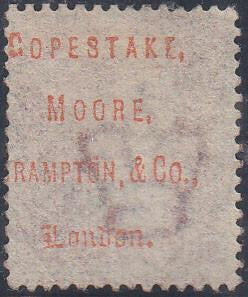 COPESTAKE,
MOORE,
RAMPTON, & Co.,
London.